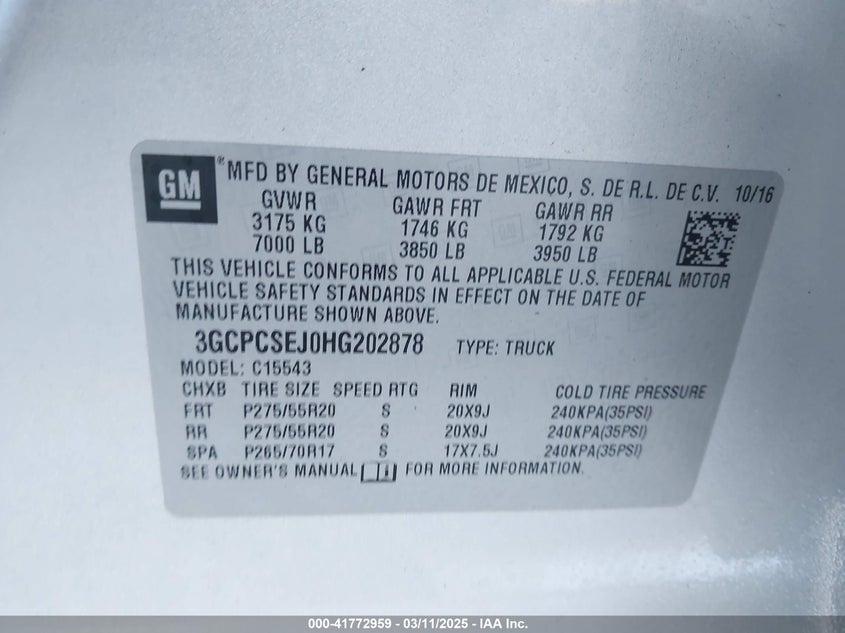 GM ® MFD BY GENERAL MOTORS DE MEXICO, S. DE R.L. DE C.V. 10/16
GVWR GAWR FRT GAWR RR
3175 KG 1746 KG 1792 KG
7000 LB 3850 LB 3950 LB
THIS VEHICLE CONFORMS TO ALL APPLICABLE U.S. FEDERAL MOTOR
VEHICLE SAFETY STANDARDS IN EFFECT ON THE DATE OF
MANUFACTURE SHOWN ABOVE.
3GCPCSEJ0HG202878 TYPE: TRUCK
MODEL: C15543
CHXB TIRE SIZE SPEED RTG RIM COLD TIRE PRESSURE
FRT P275/55R20 S 20X9J 240KPA(35PSI)
RR P275/55R20 S 20X9J 240KPA(35PSI)
SPA P265/70R17 S 17X7.5J 240KPA(35PSI)
SEE OWNER'S MANUAL FOR MORE INFORMATION.
000-41772959 - 03/11/2025 - IAA Inc.